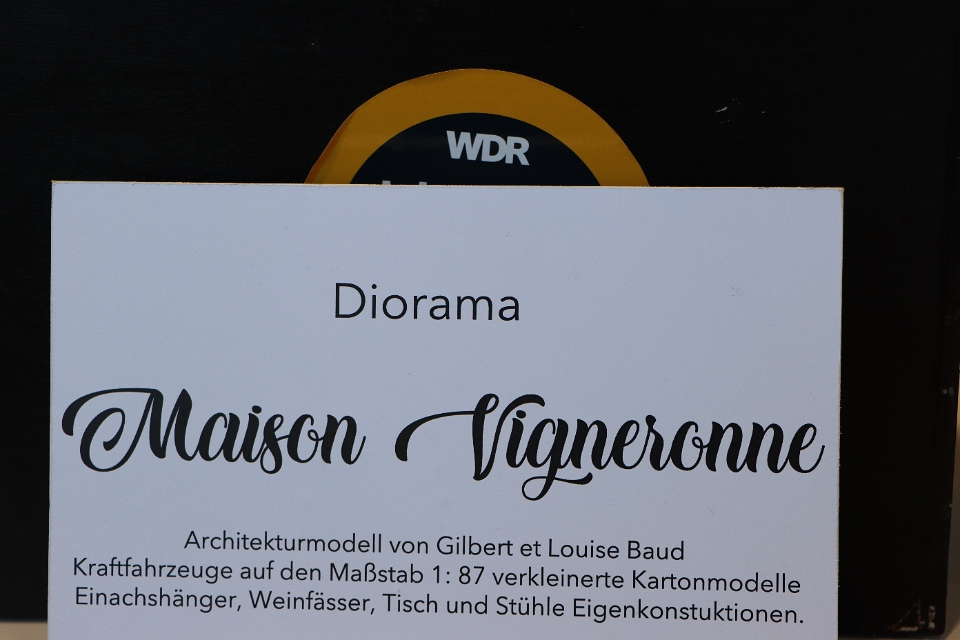 WDR
Diorama
Maison Vigneronne
Architekturmodell von Gilbert et Louise Baud
Kraftfahrzeuge auf den Maßstab 1: 87 verkleinerte Kartonmodelle
Einachshänger, Weinfässer, Tisch und Stühle Eigenkonstuktionen.